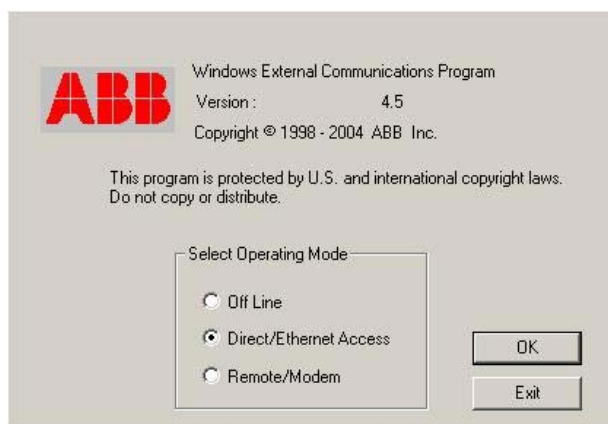 ABB
Windows External Communications Program
Version : 4.5
Copyright © 1998 - 2004 ABB Inc.
This program is protected by U.S. and international copyright laws.
Do not copy or distribute.
Select Operating Mode
Off Line
Direct/Ethernet Access
Remote/Modem
OK
Exit